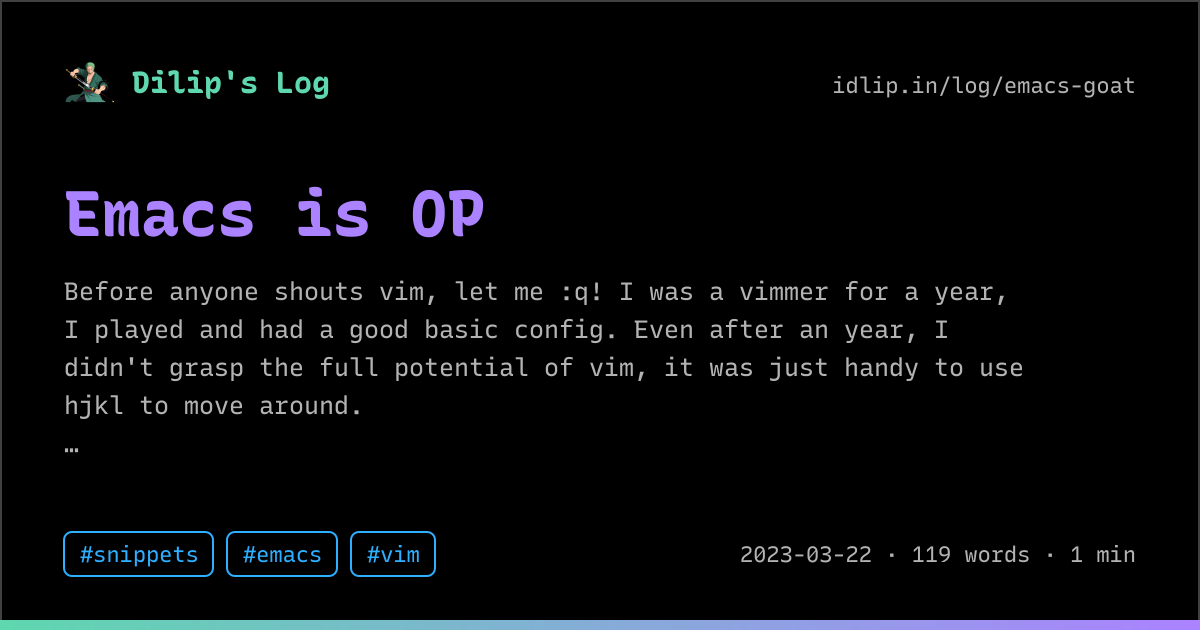 Dilip's Log
idlip.in/log/emacs-goat
Emacs is OP
Before anyone shouts vim, let me :q! I was a vimmer for a year,
I played and had a good basic config. Even after an year, I
didn't grasp the full potential of vim, it was just handy to use
hjkl to move around.
…
#snippets #emacs #vim
2023-03-22 · 119 words · 1 min